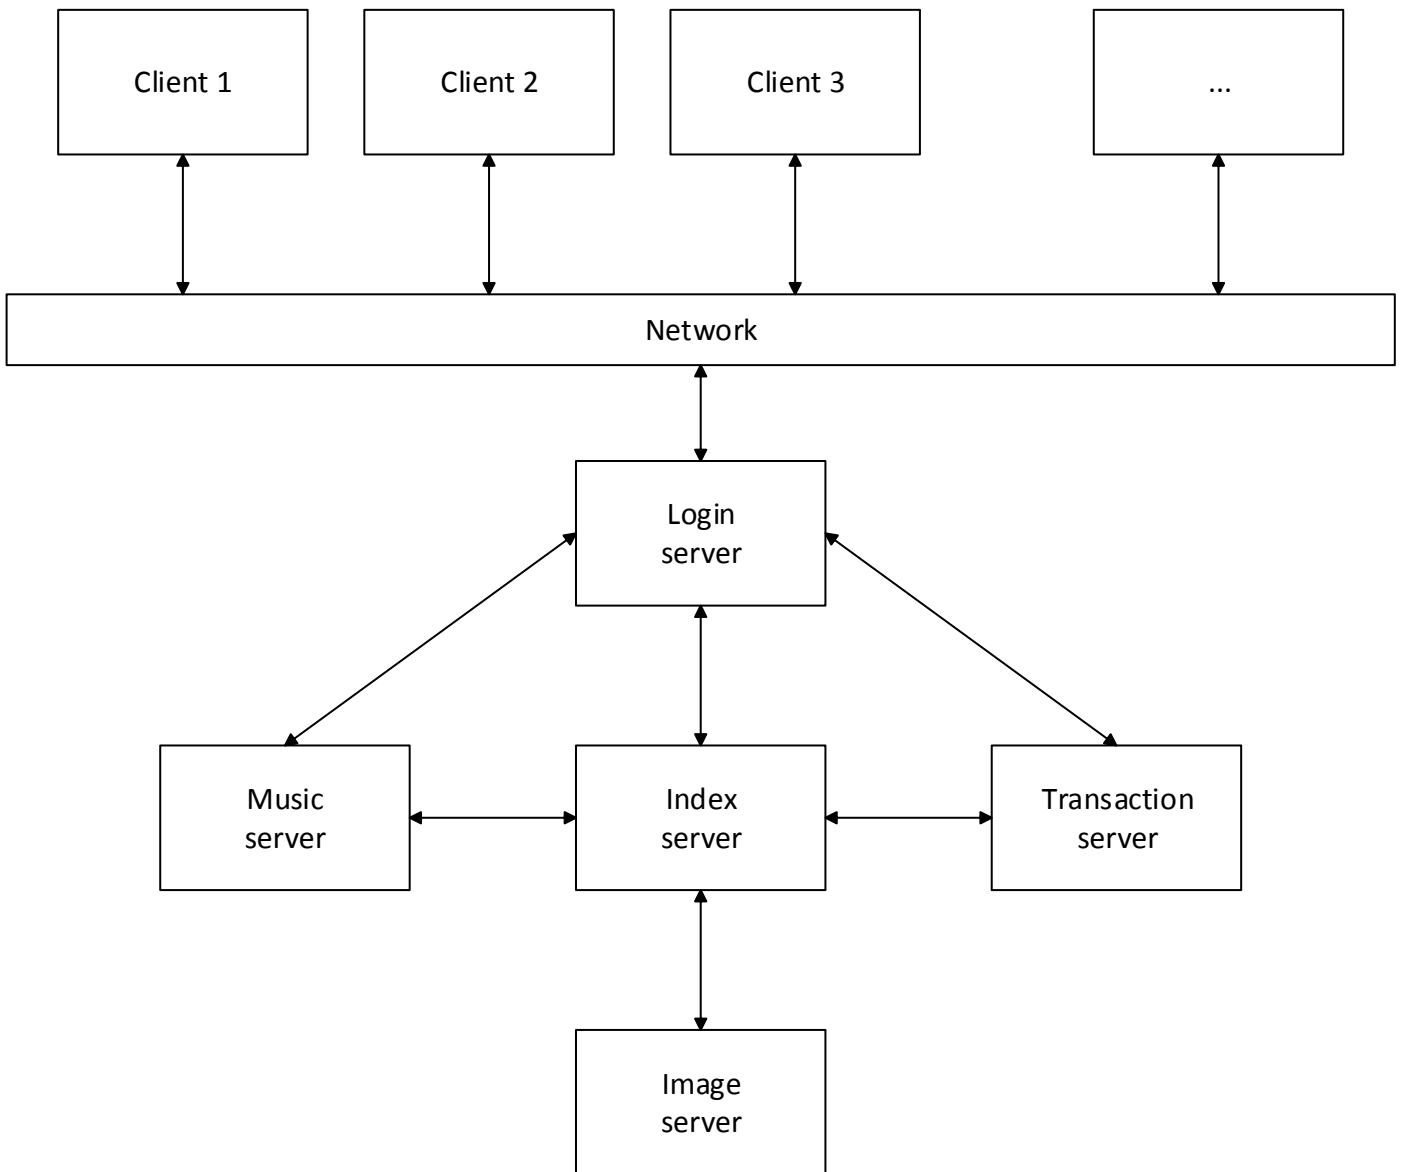 Client 1
Client 2
Client 3
...
Network
Login
server
Music
server
Index
server
Transaction
server
Image
server